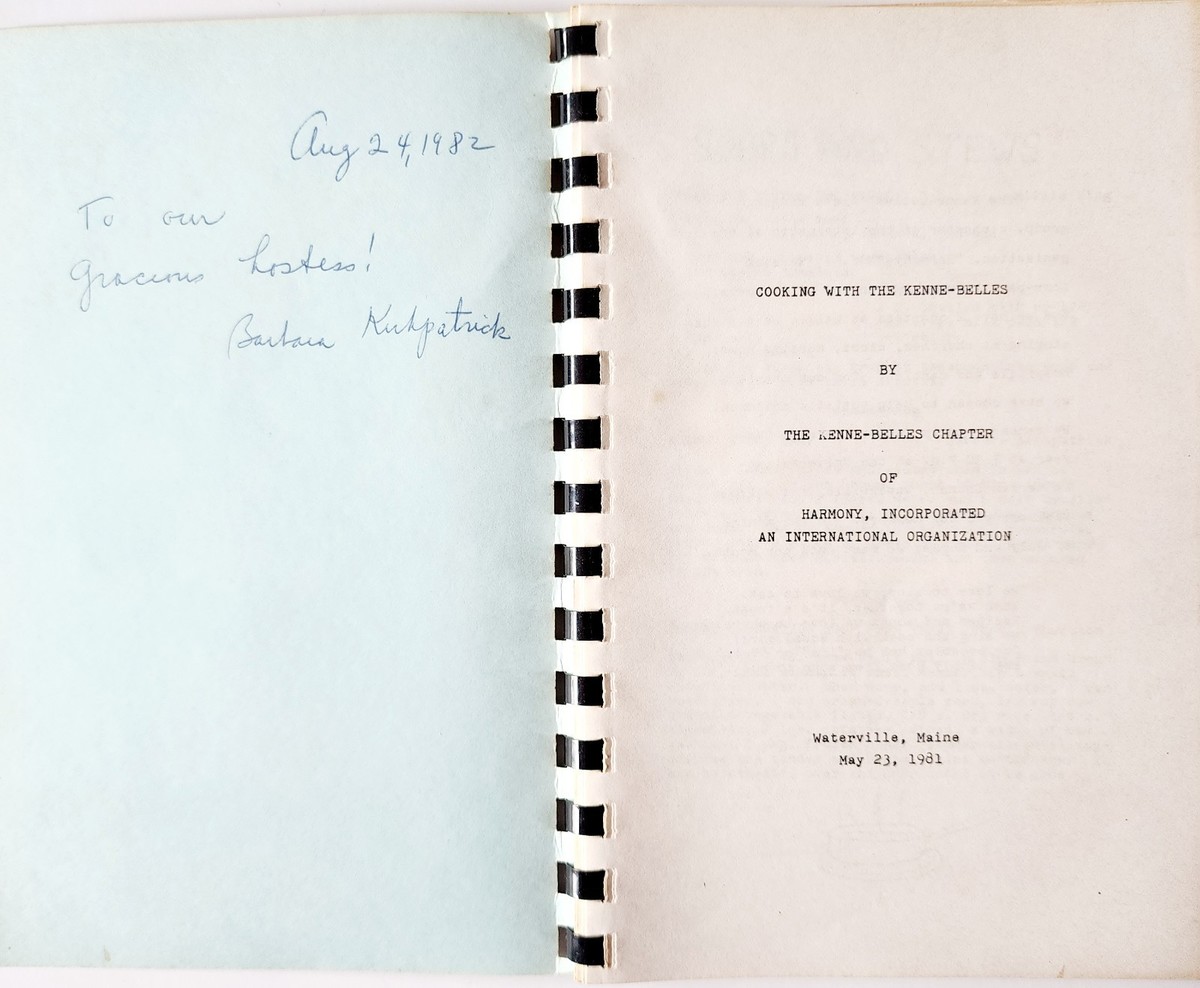 Aug 24, 1982
To our
gracious hostess!
Barbara Kirkpatrick
COOKING WITH THE KENNE-BELLES
BY
THE KENNE-BELLES CHAPTER
OF
HARMONY, INCORPORATED
AN INTERNATIONAL ORGANIZATION
Waterville, Maine
May 23, 1981